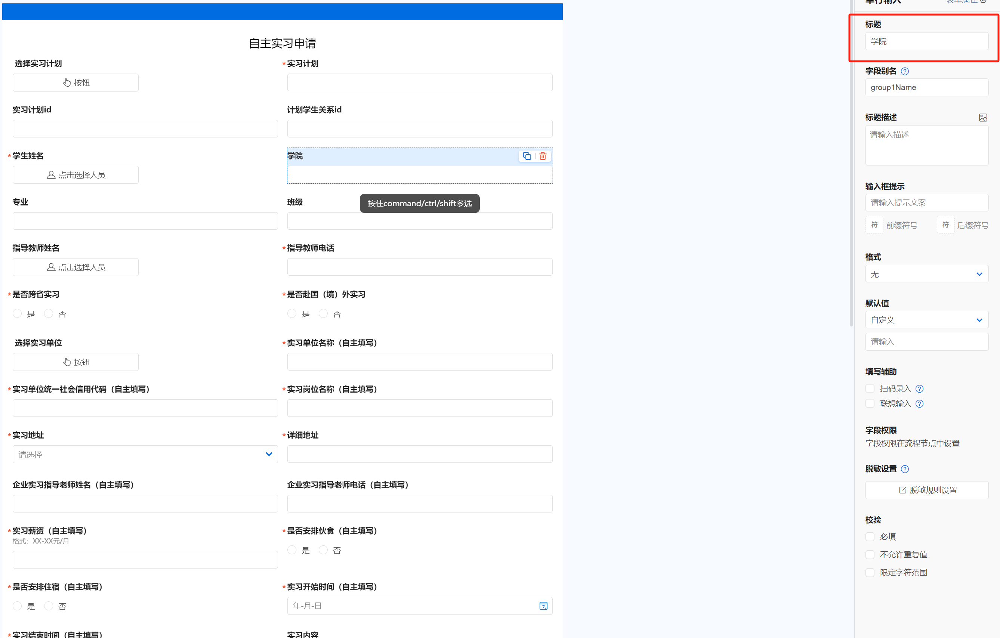 自主实习申请
选择实习计划
按钮
*实习计划
实习计划id
计划学生关系id
*学生姓名
点击选择人员
学院
专业
班级
按住command/ctrl/shift多选
指导教师姓名
点击选择人员
*指导教师电话
*是否跨省实习
是 否
*是否赴国（境）外实习
是 否
选择实习单位
按钮
*实习单位名称（自主填写）
*实习单位统一社会信用代码（自主填写）
*实习岗位名称（自主填写）
*实习地址
请选择
*详细地址
企业实习指导老师姓名（自主填写）
企业实习指导老师电话（自主填写）
*实习薪资（自主填写）
格式：XX-XX元/月
*是否安排伙食（自主填写）
是 否
*是否安排住宿（自主填写）
是 否
*实习开始时间（自主填写）
年-月-日
7
*实习结束时间（自主填写）
实习内容
单行输入
表单属性
标题
学院
字段别名
group1Name
标题描述
请输入描述
输入框提示
请输入提示文案
符 前缀符号 符 后缀符号
格式
无
默认值
自定义
请输入
填写辅助
扫码录入
联想输入
字段权限
字段权限在流程节点中设置
脱敏设置
脱敏规则设置
校验
必填
不允许重复值
限定字符范围